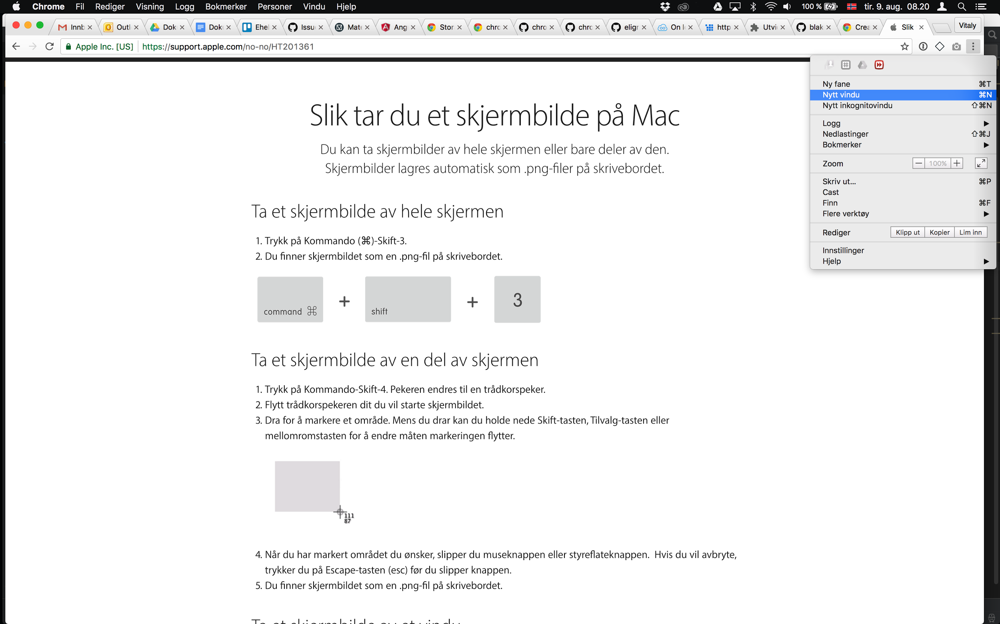 Chrome Fil Rediger Visning Logg Bokmerker Personer Vindu Hjelp 100 % tir. 9. aug. 08.20
Innb Outl Dok Doku Ehel Issu Mate Ang Stor chro chro chro eligr On I http Utvi blak Crea Slik Vitaly
Apple Inc. [US] https://support.apple.com/no-no/HT201361
Ny fane ⌘T
Nytt vindu ⌘N
Nytt inkognitovindu ⇧⌘N
Logg
Nedlastinger ⇧⌘J
Bokmerker
Zoom 100%
Skriv ut... ⌘P
Cast
Finn ⌘F
Flere verktøy
Rediger Klipp ut Kopier Lim inn
Innstillinger
Hjelp
Slik tar du et skjermbilde på Mac
Du kan ta skjermbilder av hele skjermen eller bare deler av den.
Skjermbilder lagres automatisk som .png-filer på skrivebordet.
Ta et skjermbilde av hele skjermen
1. Trykk på Kommando (⌘)-Skift-3.
2. Du finner skjermbildet som en .png-fil på skrivebordet.
command ⌘ + shift + 3
Ta et skjermbilde av en del av skjermen
1. Trykk på Kommando-Skift-4. Pekeren endres til en trådkorspeker.
2. Flytt trådkorspekeren dit du vil starte skjermbildet.
3. Dra for å markere et område. Mens du drar kan du holde nede Skift-tasten, Tilvalg-tasten eller
mellomromstasten for å endre måten markeringen flytter.
111
87
4. Når du har markert området du ønsker, slipper du museknappen eller styreflateknappen. Hvis du vil avbryte,
trykker du på Escape-tasten (esc) før du slipper knappen.
5. Du finner skjermbildet som en .png-fil på skrivebordet.
Ta et skjermbilde av et vindu